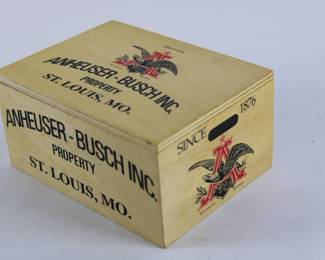 ANHEUSER-BUSCH INC.
PROPERTY
ST. LOUIS, MO.
ANHEUSER-BUSCH INC.
PROPERTY
ST. LOUIS, MO.
SINCE 1876